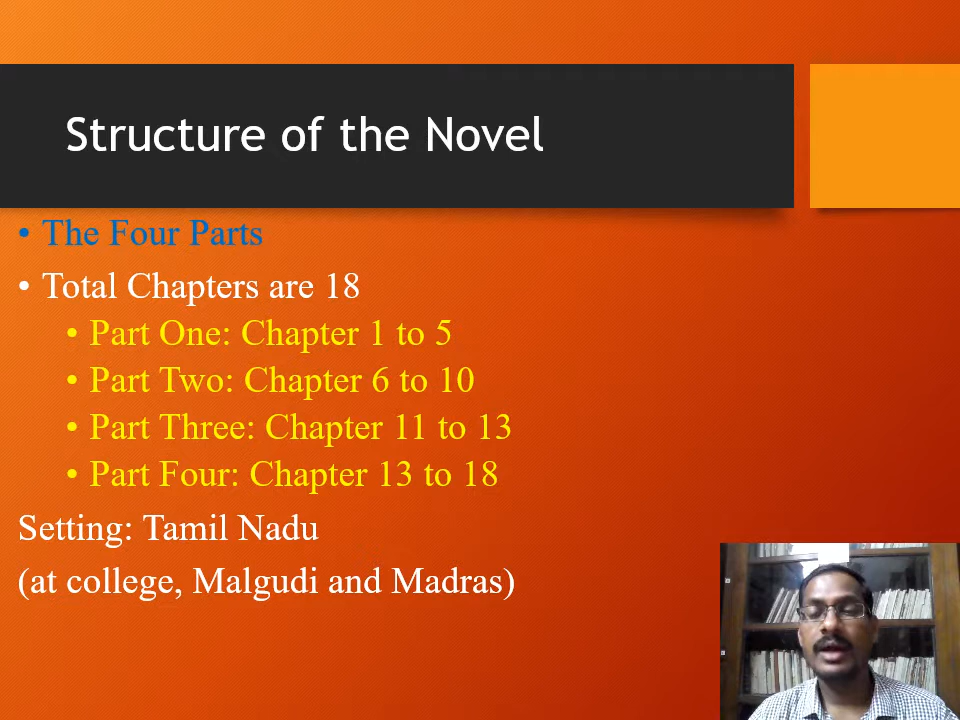 Structure of the Novel
• The Four Parts
• Total Chapters are 18
• Part One: Chapter 1 to 5
• Part Two: Chapter 6 to 10
• Part Three: Chapter 11 to 13
• Part Four: Chapter 13 to 18
Setting: Tamil Nadu
(at college, Malgudi and Madras)